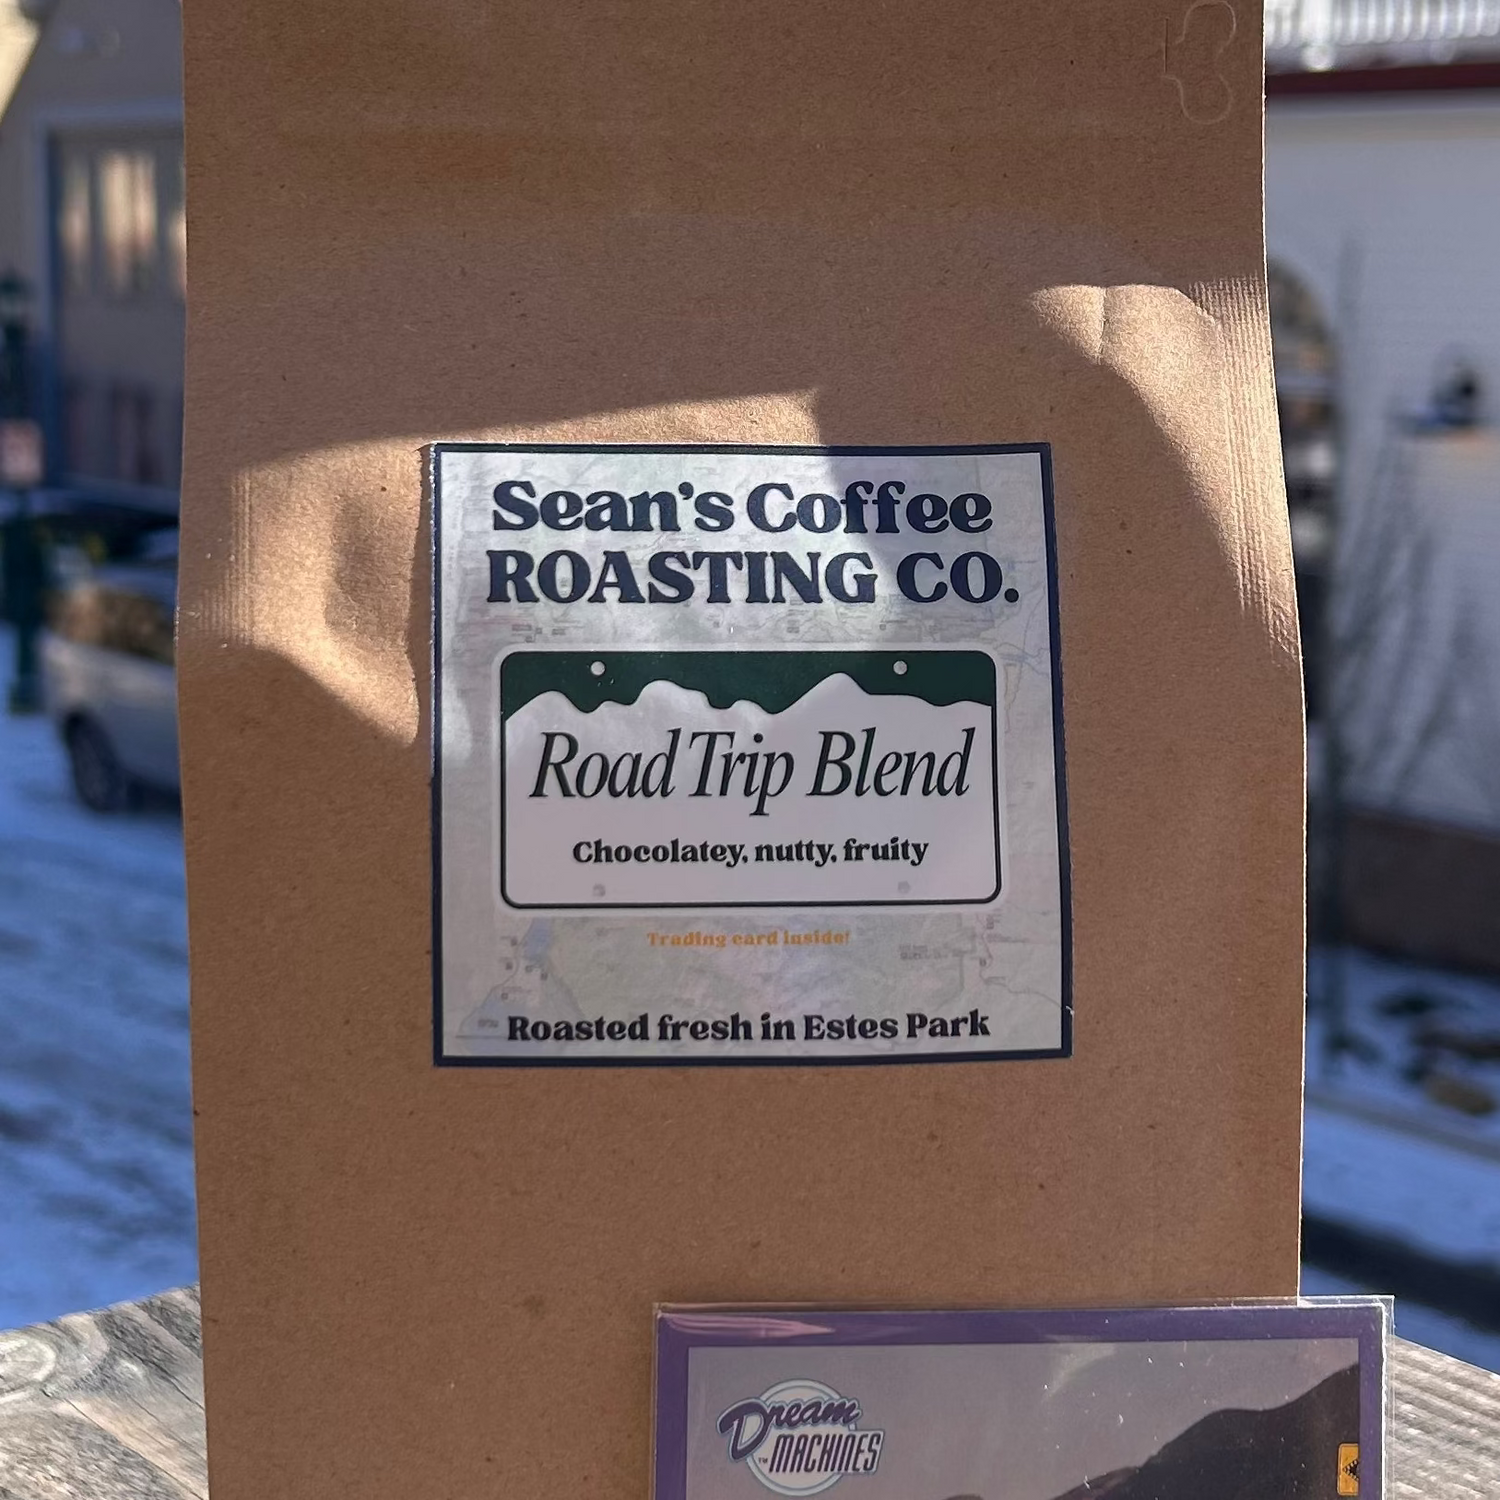 Sean's Coffee
ROASTING CO.
Road Trip Blend
Chocolatey, nutty, fruity
Trading card inside!
Roasted fresh in Estes Park
Dream
™ MACHINES